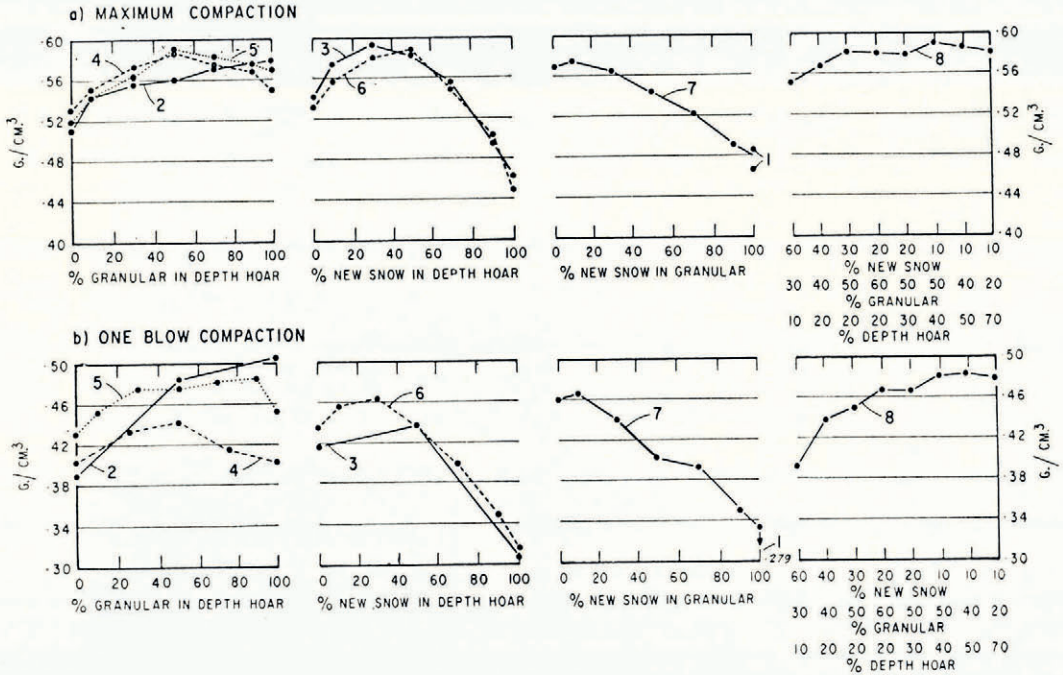 a) MAXIMUM COMPACTION
G./CM.³
·60
·56
·52
·48
·44
40
4
5
2
0 20 40 60 80 100
% GRANULAR IN DEPTH HOAR
3
6
0 20 40 60 80 100
% NEW SNOW IN DEPTH HOAR
7
1
0 20 40 60 80 100
% NEW SNOW IN GRANULAR
8
·60
·56
·52
·48
·44
·40
G./CM.³
60 40 30 20 20 10 10 10
% NEW SNOW
30 40 50 60 50 50 40 20
% GRANULAR
10 20 20 20 30 40 50 70
% DEPTH HOAR
b) ONE BLOW COMPACTION
G./CM.³
·50
·46
·42
·38
·34
·30
5
2
4
0 20 40 60 80 100
% GRANULAR IN DEPTH HOAR
6
3
0 20 40 60 80 100
% NEW SNOW IN DEPTH HOAR
7
1
·279
0 20 40 60 80 100
% NEW SNOW IN GRANULAR
8
·50
·46
·42
·38
·34
·30
G./CM.³
60 40 30 20 20 10 10 10
% NEW SNOW
30 40 50 60 50 50 40 20
% GRANULAR
10 20 20 20 30 40 50 70
% DEPTH HOAR